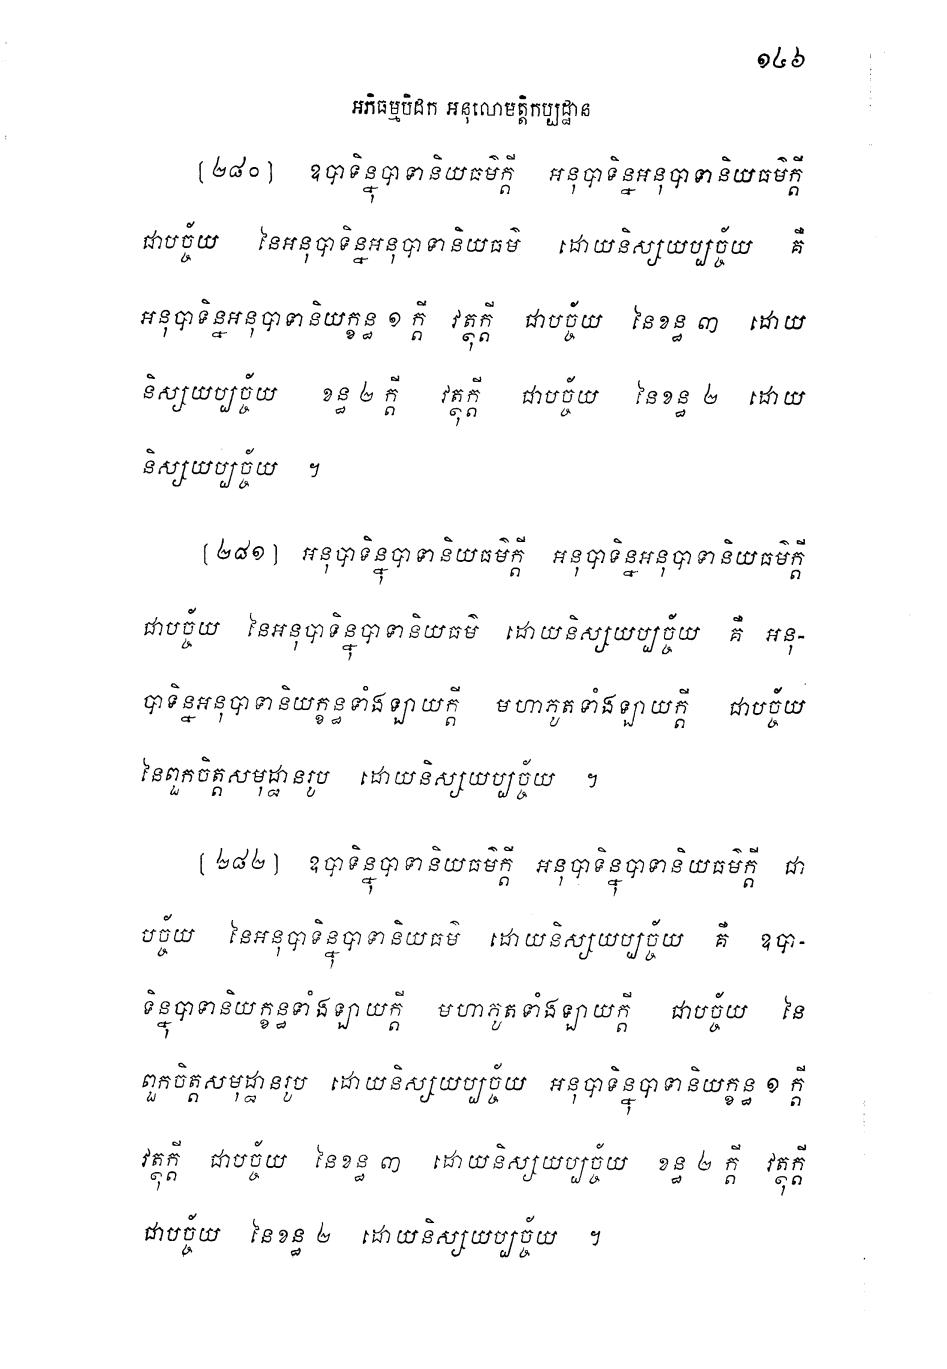 ១៤៦
អភិធម្មបិដក អនុលោមត្តិកប្បដ្ឋាន
(២៨០) ឧបាទិន្នុបាទានិយធម៌ក្តី អនុបាទិន្នអនុបាទានិយធម៌ក្តី
ជាបច្ច័យ នៃអនុបាទិន្នអនុបាទានិយធម៌ ដោយនិស្សយប្បច្ច័យ គឺ
អនុបាទិន្នអនុបាទានិយក្ខន្ធ ១ ក្តី វត្ថុក្តី ជាបច្ច័យ នៃខន្ធ ៣ ដោយ
និស្សយប្បច្ច័យ ខន្ធ ២ ក្តី វត្ថុក្តី ជាបច្ច័យ នៃខន្ធ ២ ដោយ
និស្សយប្បច្ច័យ ។
(២៨១) អនុបាទិន្នុបាទានិយធម៌ក្តី អនុបាទិន្នអនុបាទានិយធម៌ក្តី
ជាបច្ច័យ នៃអនុបាទិន្នុបាទានិយធម៌ ដោយនិស្សយប្បច្ច័យ គឺ អនុ-
បាទិន្នអនុបាទានិយក្ខន្ធទាំងឡាយក្តី មហាភូតទាំងឡាយក្តី ជាបច្ច័យ
នៃពួកចិត្តសមុដ្ឋានរូប ដោយនិស្សយប្បច្ច័យ ។
(២៨២) ឧបាទិន្នុបាទានិយធម៌ក្តី អនុបាទិន្នុបាទានិយធម៌ក្តី ជា
បច្ច័យ នៃអនុបាទិន្នុបាទានិយធម៌ ដោយនិស្សយប្បច្ច័យ គឺ ឧបា-
ទិន្នុបាទានិយក្ខន្ធទាំងឡាយក្តី មហាភូតទាំងឡាយក្តី ជាបច្ច័យ នៃ
ពួកចិត្តសមុដ្ឋានរូប ដោយនិស្សយប្បច្ច័យ អនុបាទិន្នុបាទានិយក្ខន្ធ ១ ក្តី
វត្ថុក្តី ជាបច្ច័យ នៃខន្ធ ៣ ដោយនិស្សយប្បច្ច័យ ខន្ធ ២ ក្តី វត្ថុក្តី
ជាបច្ច័យ នៃខន្ធ ២ ដោយនិស្សយប្បច្ច័យ ។